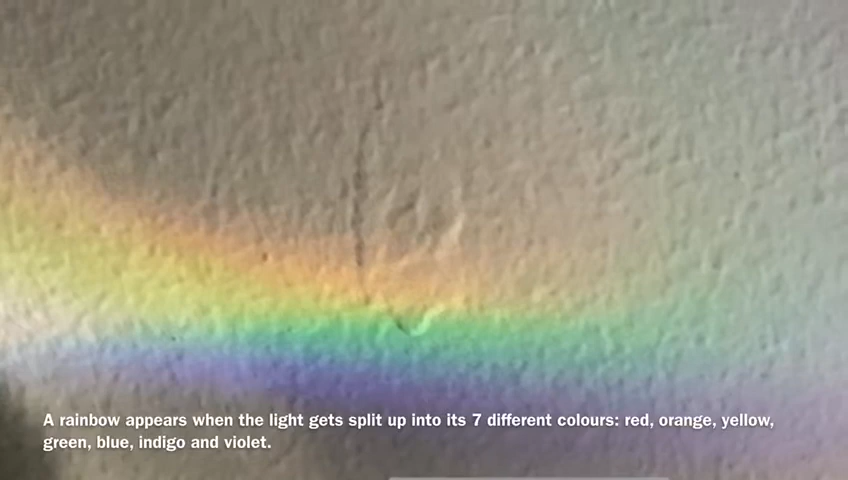 A rainbow appears when the light gets split up into its 7 different colours: red, orange, yellow,
green, blue, indigo and violet.